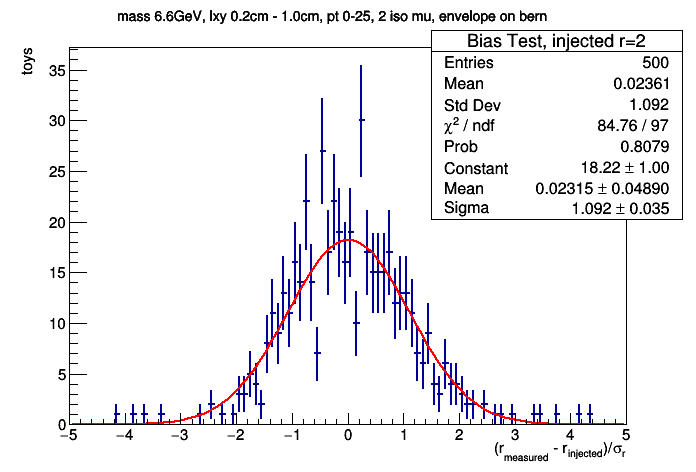 mass 6.6GeV, lxy 0.2cm - 1.0cm, pt 0-25, 2 iso mu, envelope on bern
Bias Test, injected r=2
Entries 500
Mean 0.02361
Std Dev 1.092
χ² / ndf 84.76 / 97
Prob 0.8079
Constant 18.22 ± 1.00
Mean 0.02315 ± 0.04890
Sigma 1.092 ± 0.035
toys
35
30
25
20
15
10
5
0
−5 −4 −3 −2 −1 0 1 2 3 4 5
(r_measured - r_injected)/σ_r